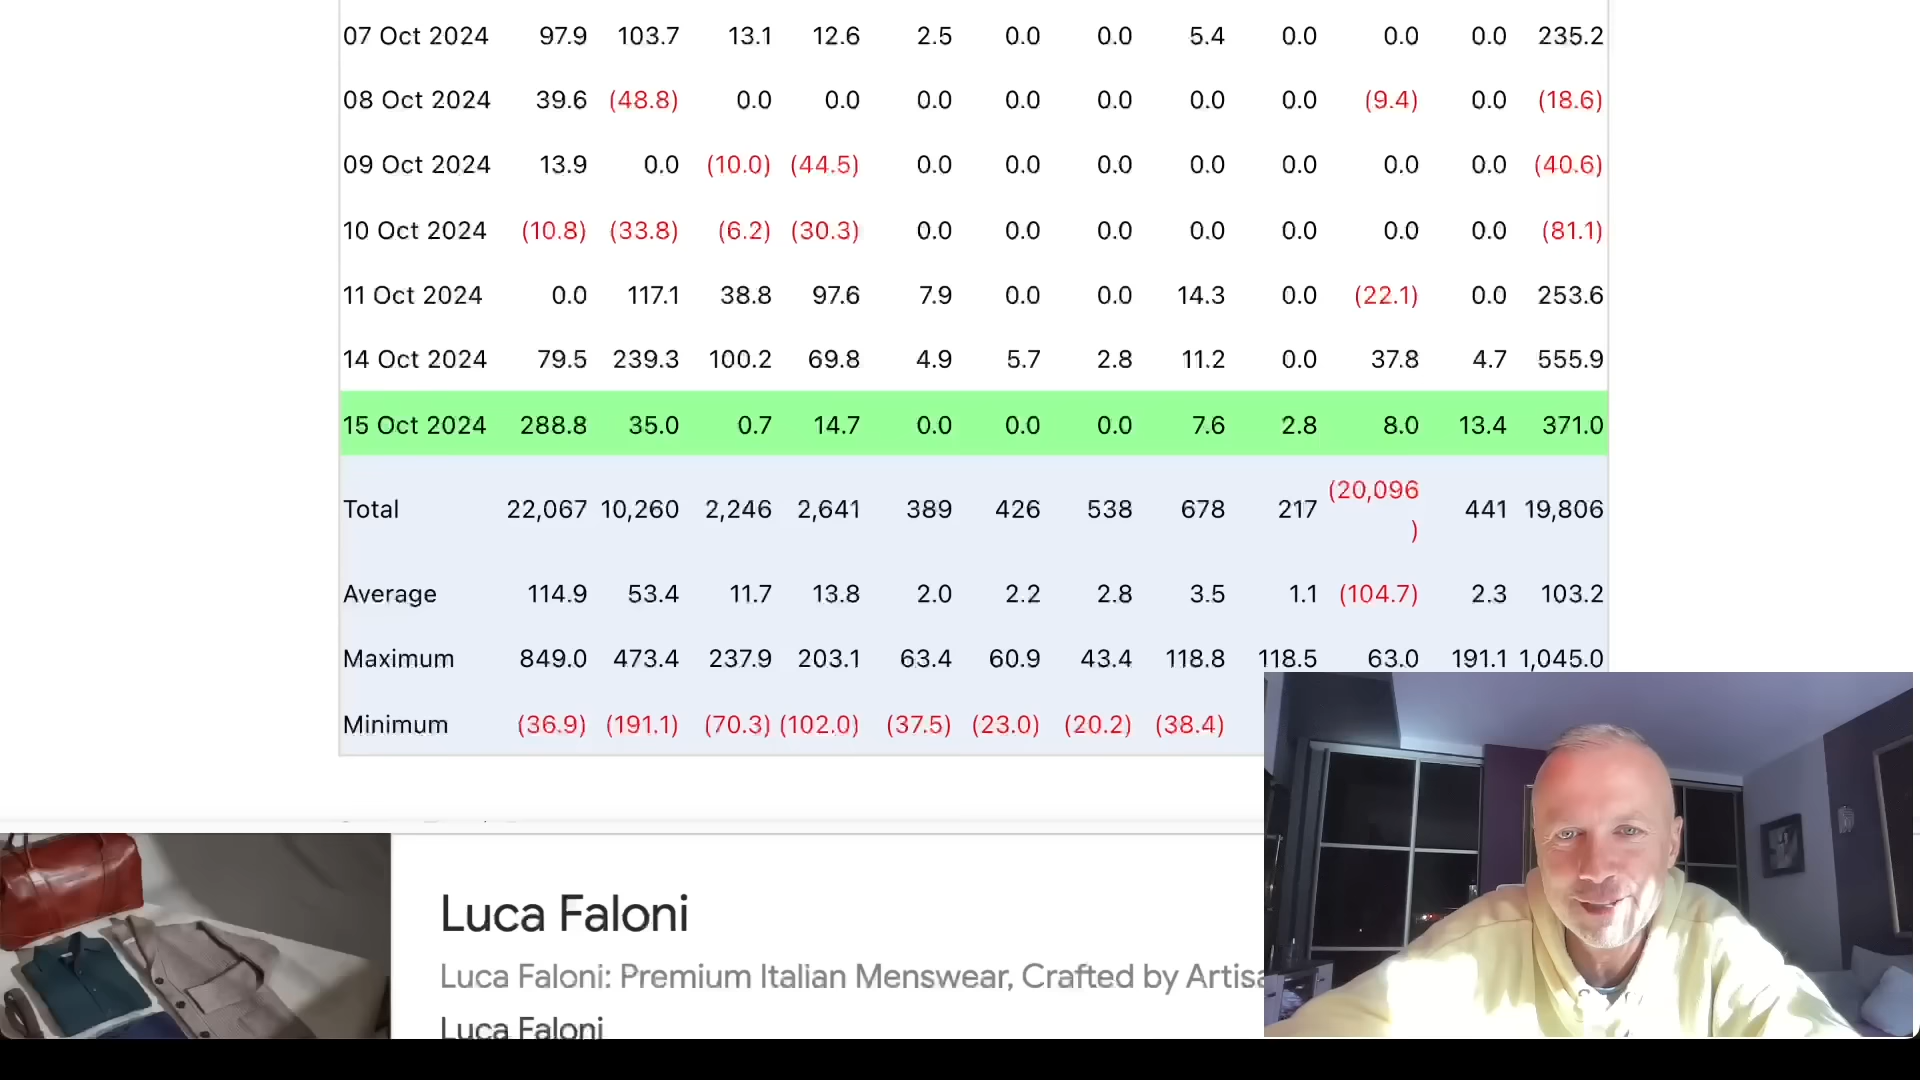 07 Oct 2024 97.9 103.7 13.1 12.6 2.5 0.0 0.0 5.4 0.0 0.0 0.0 235.2
08 Oct 2024 39.6 (48.8) 0.0 0.0 0.0 0.0 0.0 0.0 0.0 (9.4) 0.0 (18.6)
09 Oct 2024 13.9 0.0 (10.0) (44.5) 0.0 0.0 0.0 0.0 0.0 0.0 0.0 (40.6)
10 Oct 2024 (10.8) (33.8) (6.2) (30.3) 0.0 0.0 0.0 0.0 0.0 0.0 0.0 (81.1)
11 Oct 2024 0.0 117.1 38.8 97.6 7.9 0.0 0.0 14.3 0.0 (22.1) 0.0 253.6
14 Oct 2024 79.5 239.3 100.2 69.8 4.9 5.7 2.8 11.2 0.0 37.8 4.7 555.9
15 Oct 2024 288.8 35.0 0.7 14.7 0.0 0.0 0.0 7.6 2.8 8.0 13.4 371.0
Total 22,067 10,260 2,246 2,641 389 426 538 678 217 (20,096) 441 19,806
Average 114.9 53.4 11.7 13.8 2.0 2.2 2.8 3.5 1.1 (104.7) 2.3 103.2
Maximum 849.0 473.4 237.9 203.1 63.4 60.9 43.4 118.8 118.5 63.0 191.1 1,045.0
Minimum (36.9) (191.1) (70.3) (102.0) (37.5) (23.0) (20.2) (38.4)
Luca Faloni
Luca Faloni: Premium Italian Menswear, Crafted by Artisa
Luca Faloni